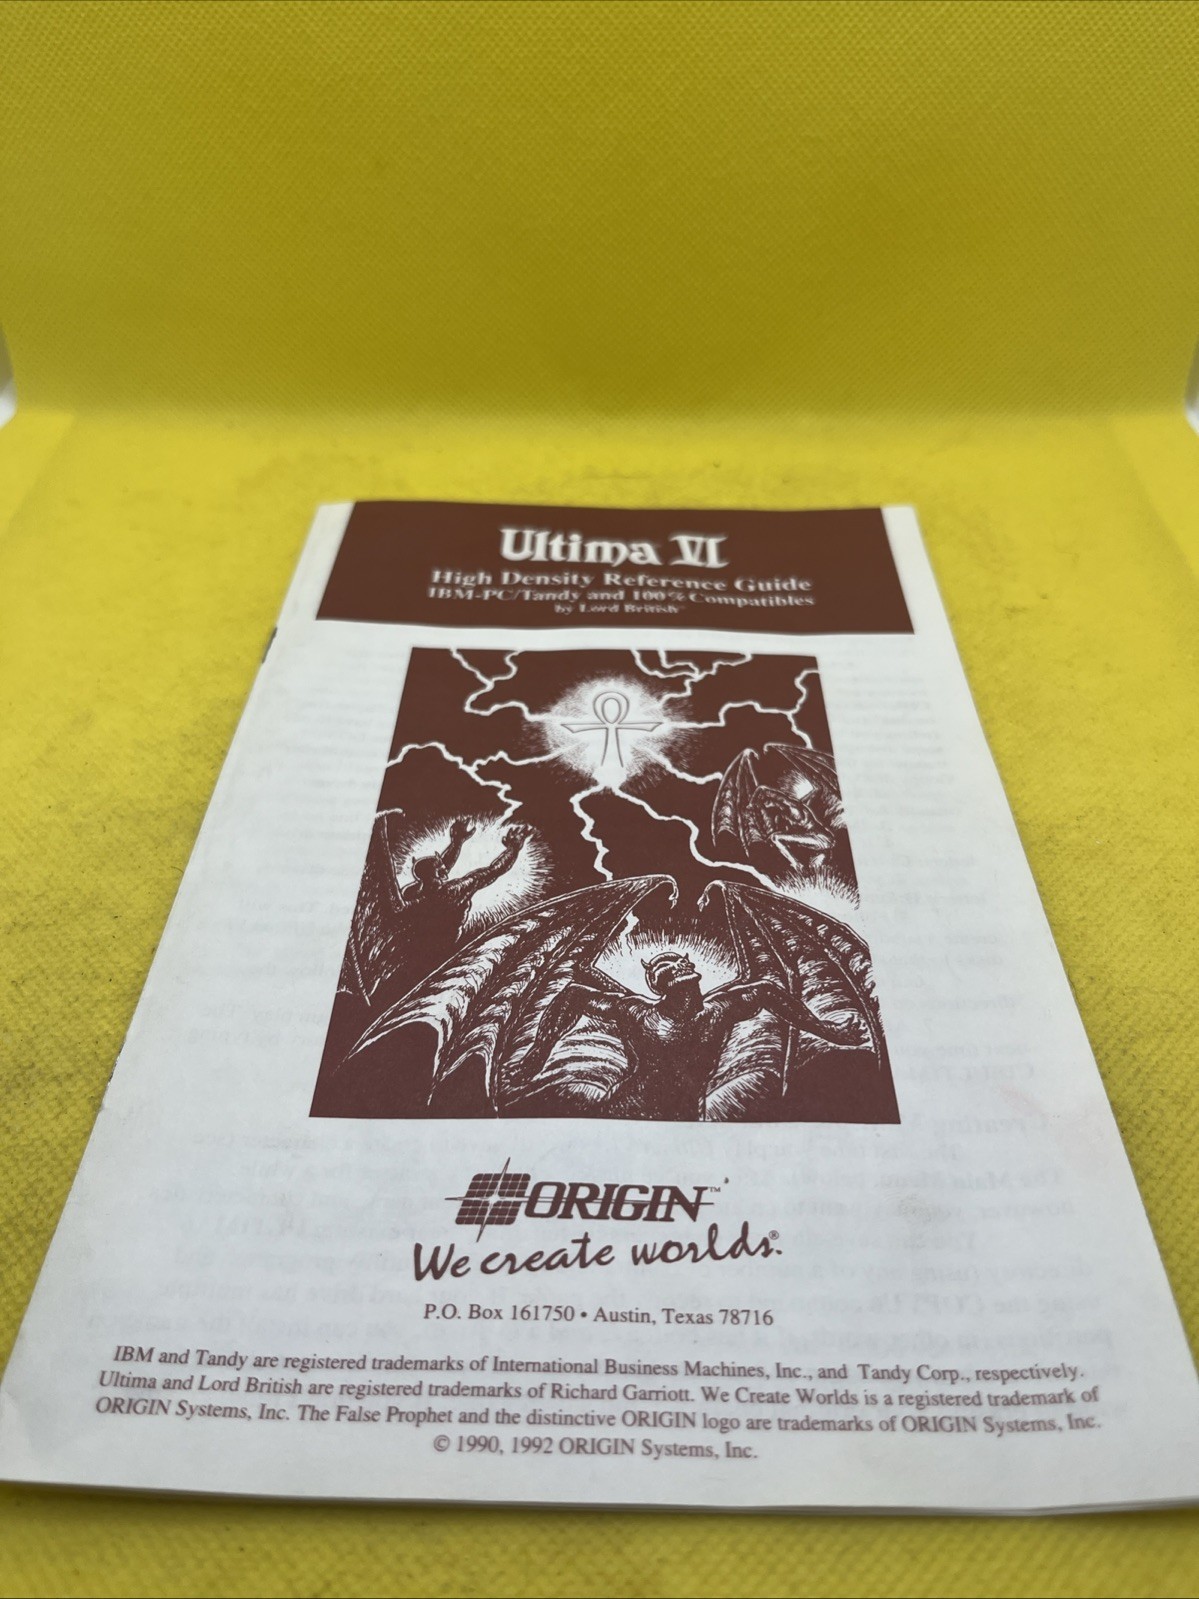 Ultima VI
High Density Reference Guide
IBM-PC/Tandy and 100% Compatibles
by Lord British
ORIGIN™
We create worlds.®
P.O. Box 161750 • Austin, Texas 78716
IBM and Tandy are registered trademarks of International Business Machines, Inc., and Tandy Corp., respectively.
Ultima and Lord British are registered trademarks of Richard Garriott. We Create Worlds is a registered trademark of
ORIGIN Systems, Inc. The False Prophet and the distinctive ORIGIN logo are trademarks of ORIGIN Systems, Inc.
© 1990, 1992 ORIGIN Systems, Inc.